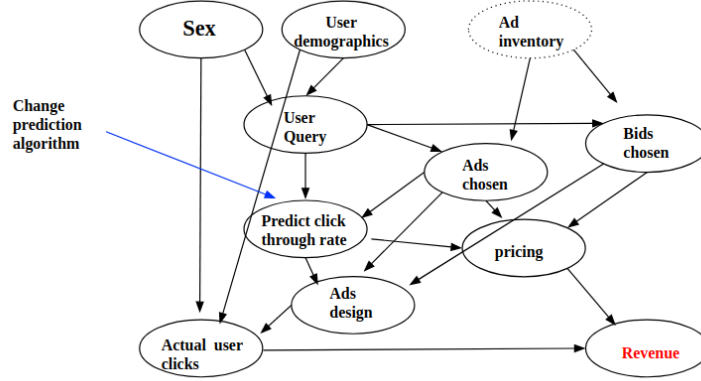 Sex
User
demographics
Ad
inventory
Change
prediction
algorithm
User
Query
Bids
chosen
Ads
chosen
Predict click
through rate
pricing
Ads
design
Actual user
clicks
Revenue